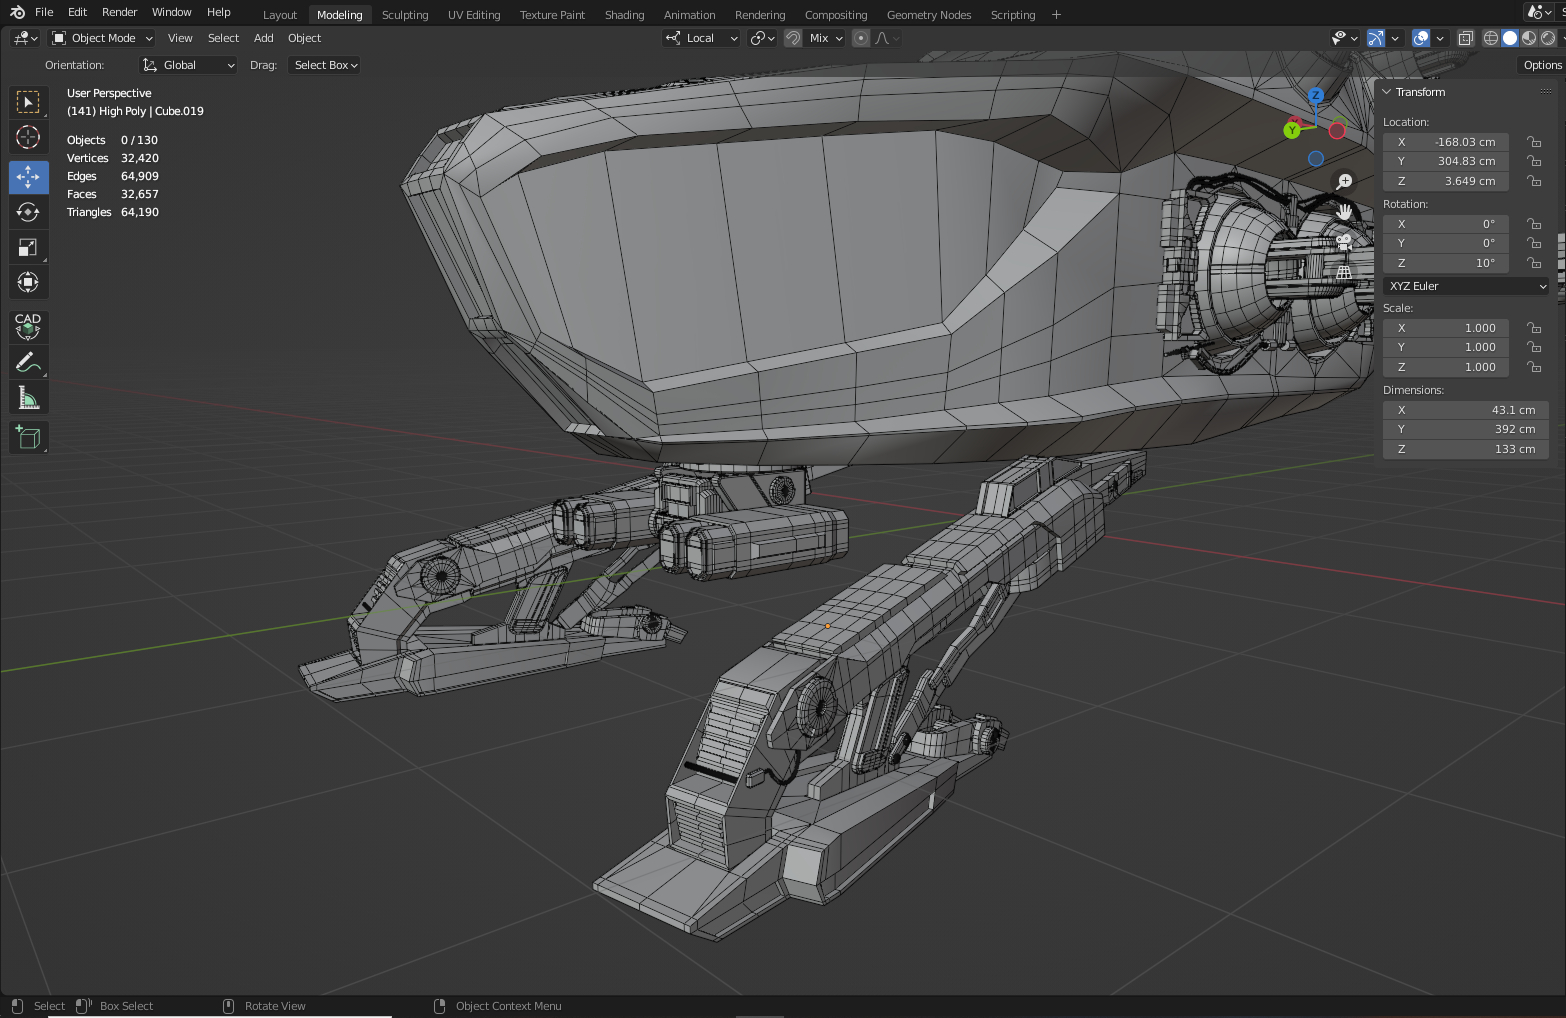 File Edit Render Window Help Layout Modeling Sculpting UV Editing Texture Paint Shading Animation Rendering Compositing Geometry Nodes Scripting +
Object Mode View Select Add Object Local Mix
Orientation: Global Drag: Select Box Options
User Perspective
(141) High Poly | Cube.019
Objects 0 / 130
Vertices 32,420
Edges 64,909
Faces 32,657
Triangles 64,190
CAD
Z
Y
Transform
Location:
X -168.03 cm
Y 304.83 cm
Z 3.649 cm
Rotation:
X 0°
Y 0°
Z 10°
XYZ Euler
Scale:
X 1.000
Y 1.000
Z 1.000
Dimensions:
X 43.1 cm
Y 392 cm
Z 133 cm
Select Box Select Rotate View Object Context Menu